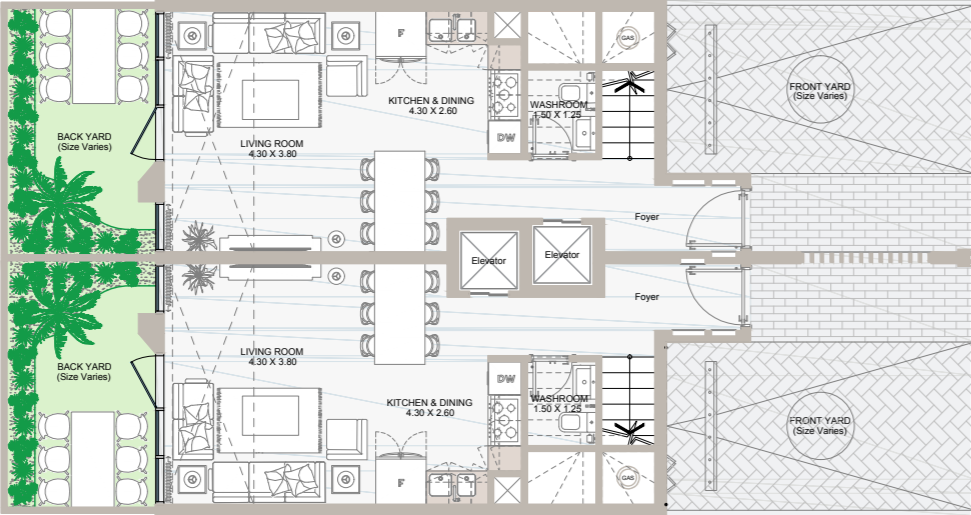 F
GAS
FRONT YARD
(Size Varies)
KITCHEN & DINING
4.30 X 2.60
WASHROOM
1.50 X 1.25
DW
BACK YARD
(Size Varies)
LIVING ROOM
4.30 X 3.80
Foyer
Elevator
Elevator
Foyer
LIVING ROOM
4.30 X 3.80
BACK YARD
(Size Varies)
DW
KITCHEN & DINING
4.30 X 2.60
WASHROOM
1.50 X 1.25
FRONT YARD
(Size Varies)
F
GAS